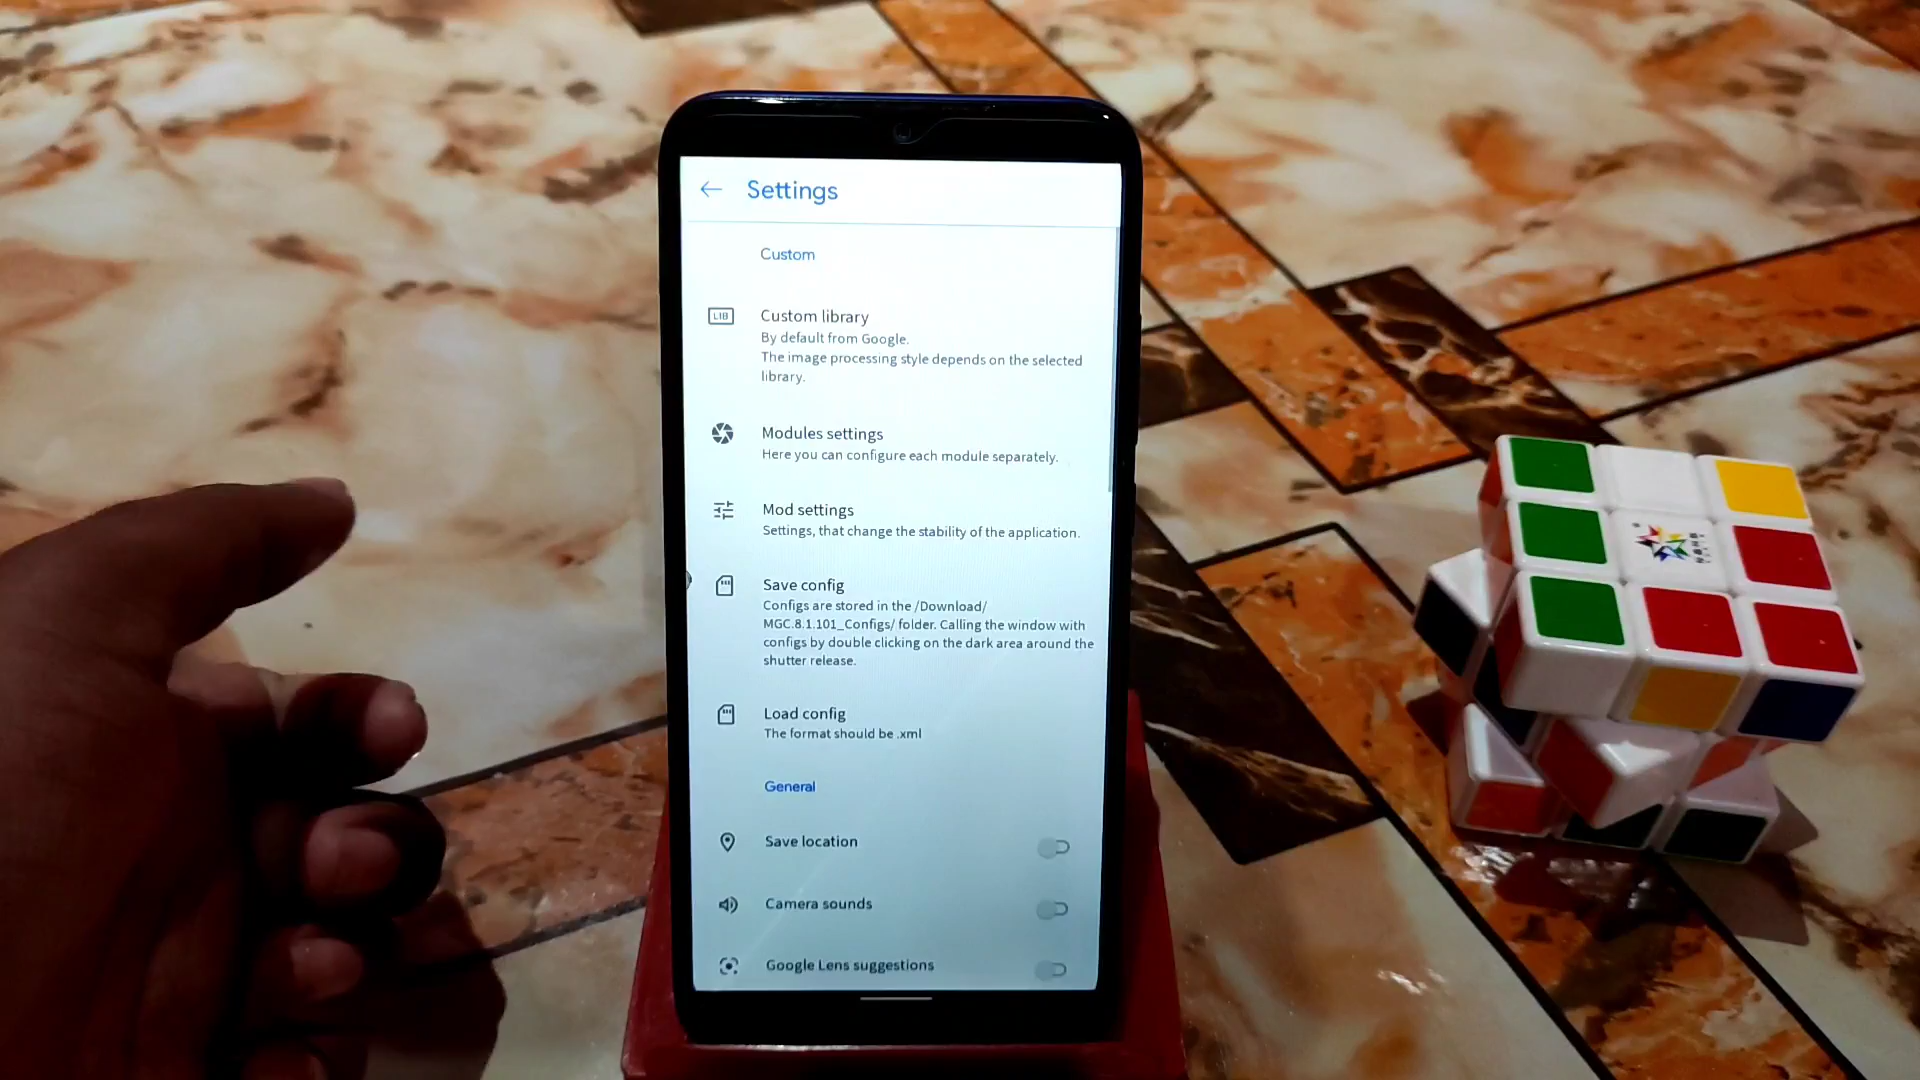 Settings
Custom
LIB
Custom library
By default from Google.
The image processing style depends on the selected
library.
Modules settings
Here you can configure each module separately.
Mod settings
Settings, that change the stability of the application.
Save config
Configs are stored in the /Download/
MGC.8.1.101_Configs/ folder. Calling the window with
configs by double clicking on the dark area around the
shutter release.
Load config
The format should be .xml
General
Save location
Camera sounds
Google Lens suggestions